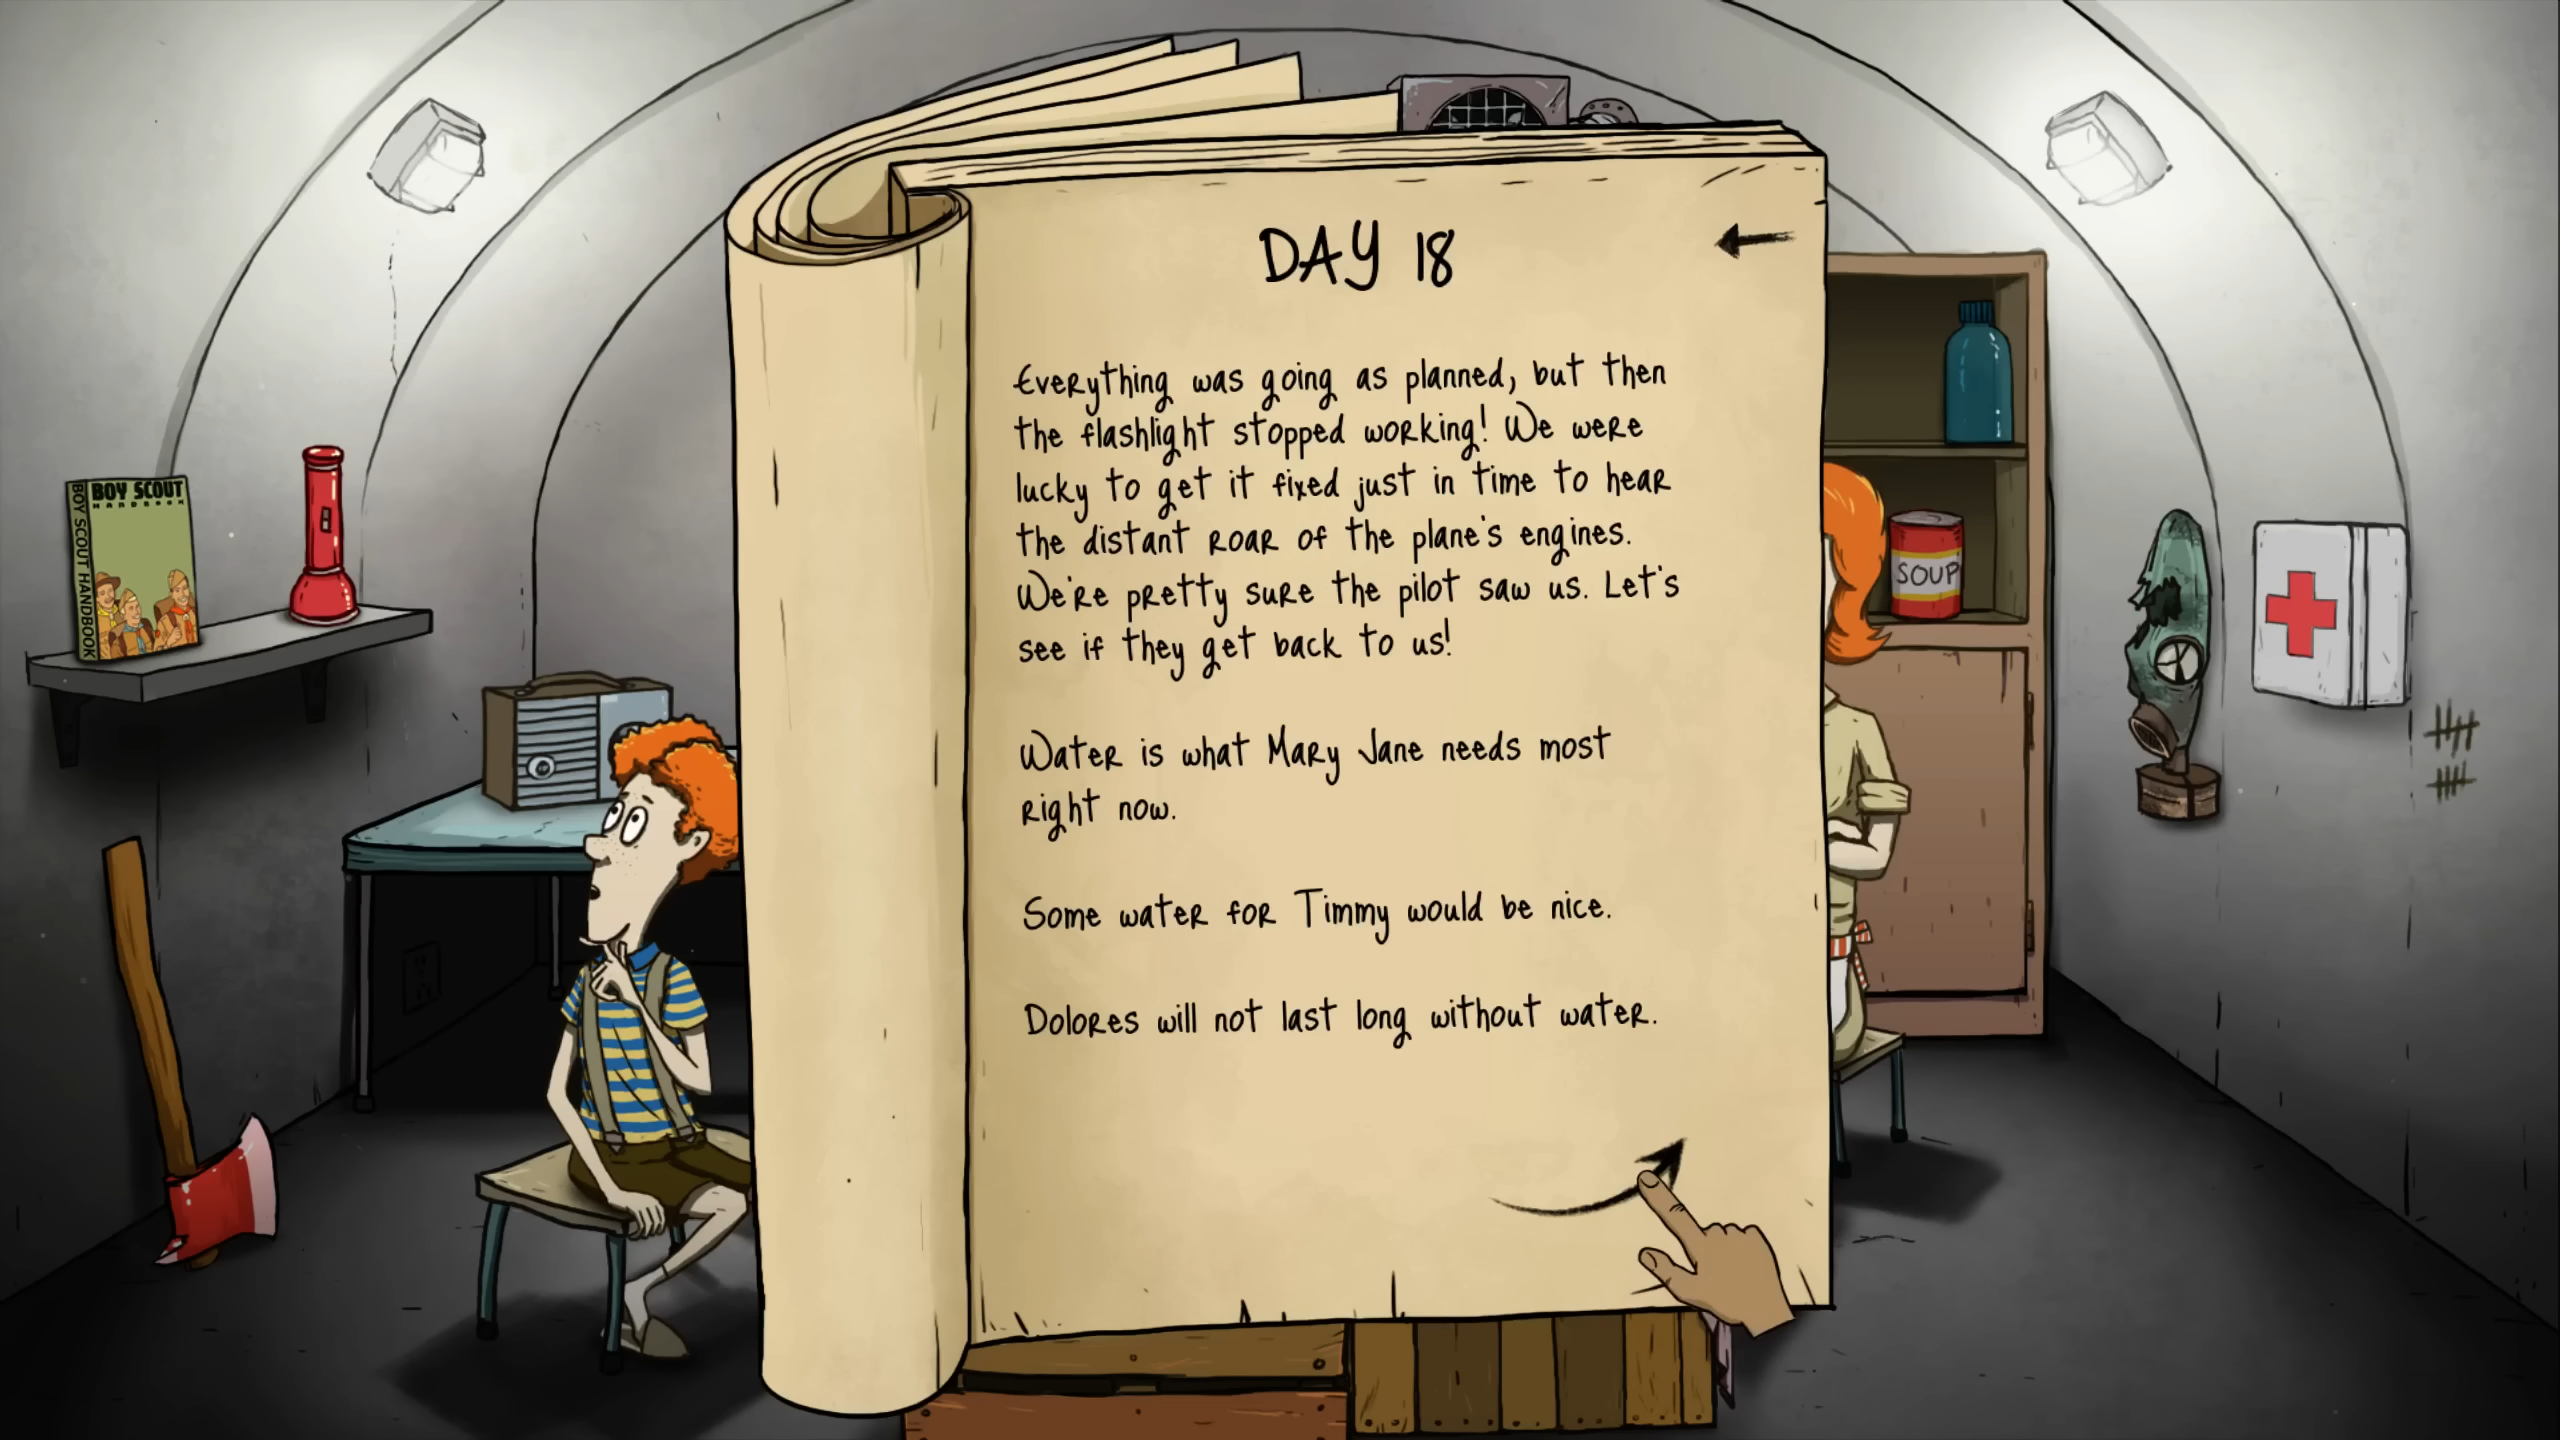 DAY 18
Everything was going as planned, but then
the flashlight stopped working! We were
lucky to get it fixed just in time to hear
the distant roar of the plane's engines.
We're pretty sure the pilot saw us. Let's
see if they get back to us!
Water is what Mary Jane needs most
right now.
Some water for Timmy would be nice.
Dolores will not last long without water.
BOY SCOUT
HANDBOOK
BOY SCOUT HANDBOOK
SOUP